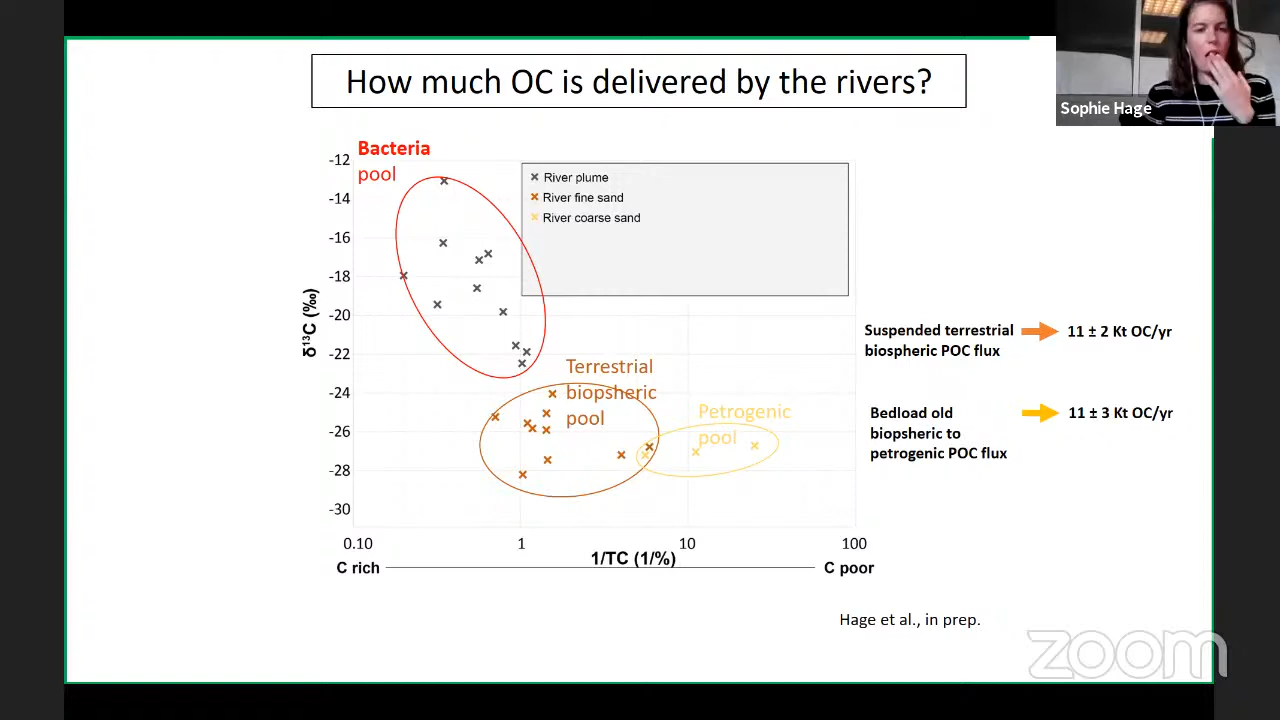 How much OC is delivered by the rivers?
Sophie Hage
Bacteria
pool
-12
-14
-16
-18
-20
-22
-24
-26
-28
-30
δ¹³C (‰)
River plume
River fine sand
River coarse sand
Terrestrial
biopsheric
pool
Petrogenic
pool
0.10
1
10
100
1/TC (1/%)
C rich
C poor
Suspended terrestrial
biospheric POC flux
11 ± 2 Kt OC/yr
Bedload old
biopsheric to
petrogenic POC flux
11 ± 3 Kt OC/yr
Hage et al., in prep.
zoom